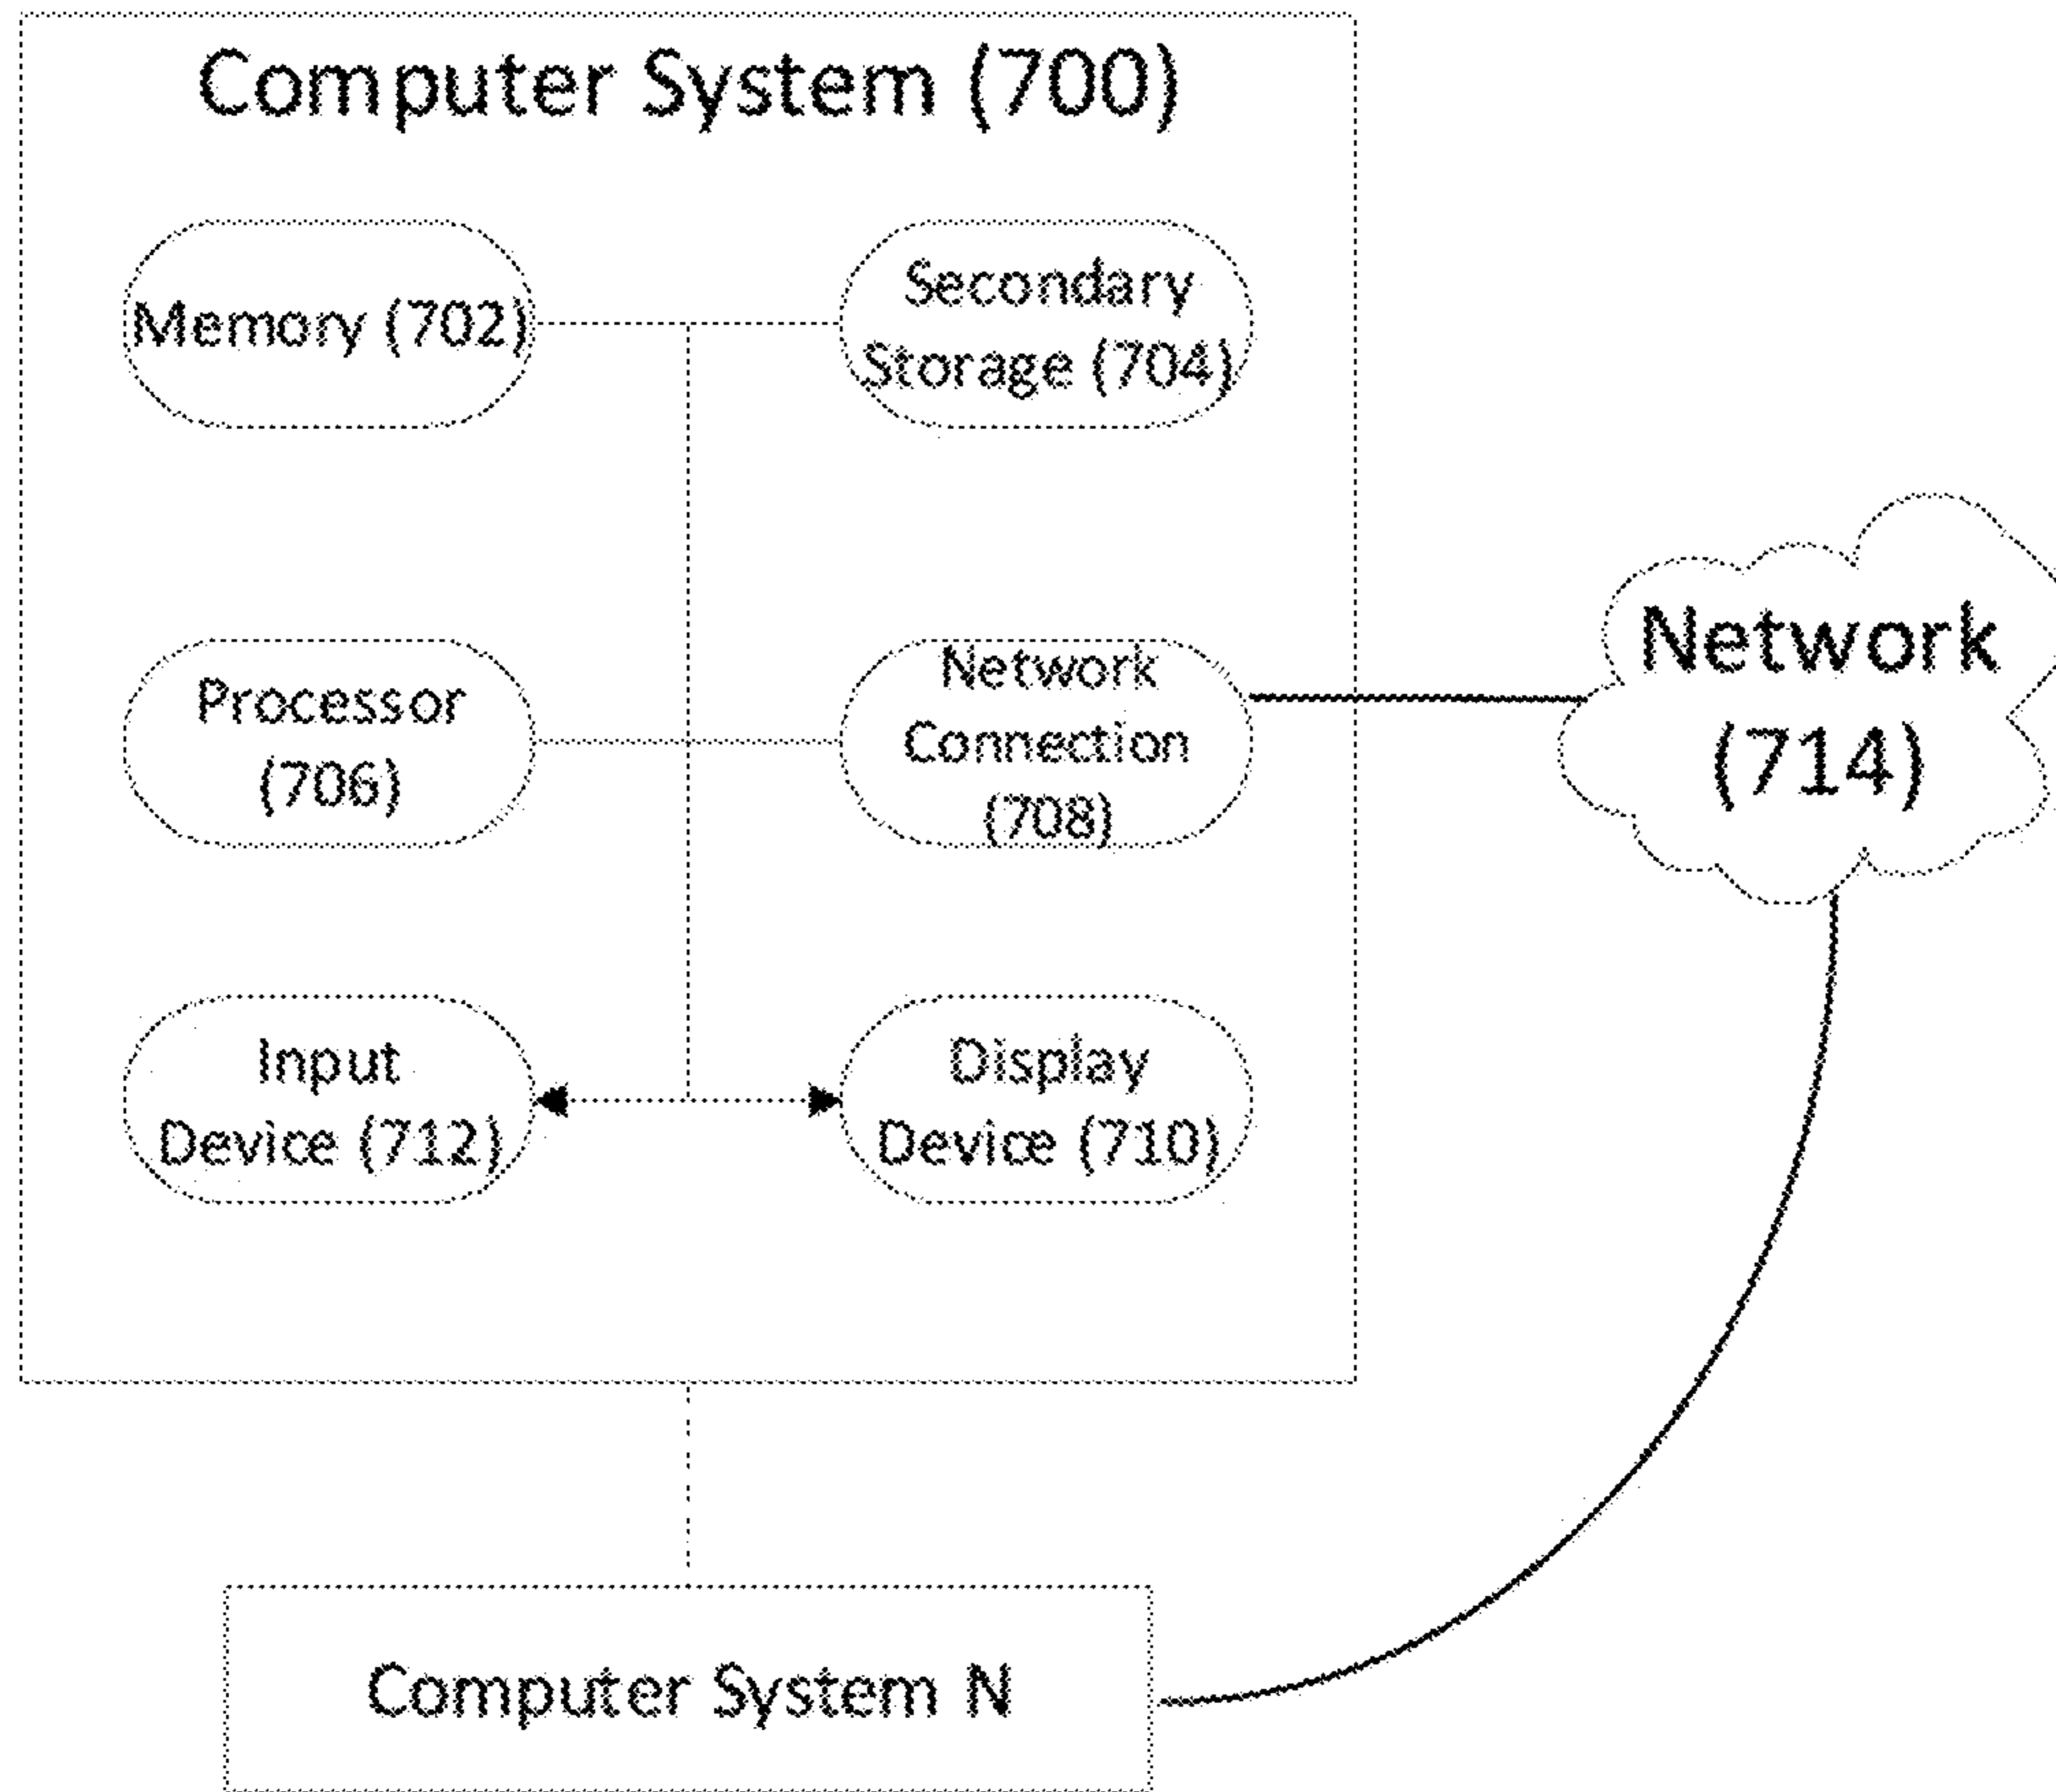 Computer System (700)
Memory (702)
Secondary
Storage (704)
Processor
(706)
Network
Connection
(708)
Network
(714)
Input
Device (712)
Display
Device (710)
Computer System N